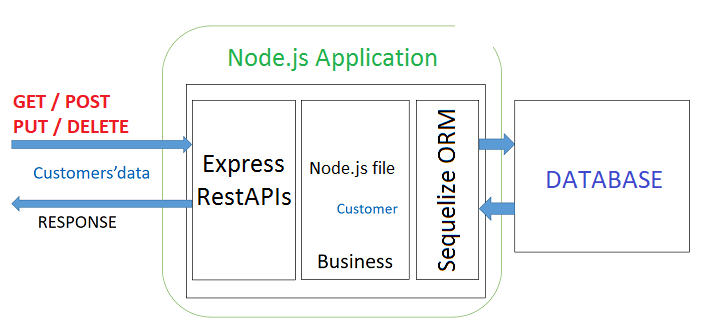 Node.js Application
GET / POST
PUT / DELETE
Customers'data
RESPONSE
Express
RestAPIs
Node.js file
Customer
Business
Sequelize ORM
DATABASE